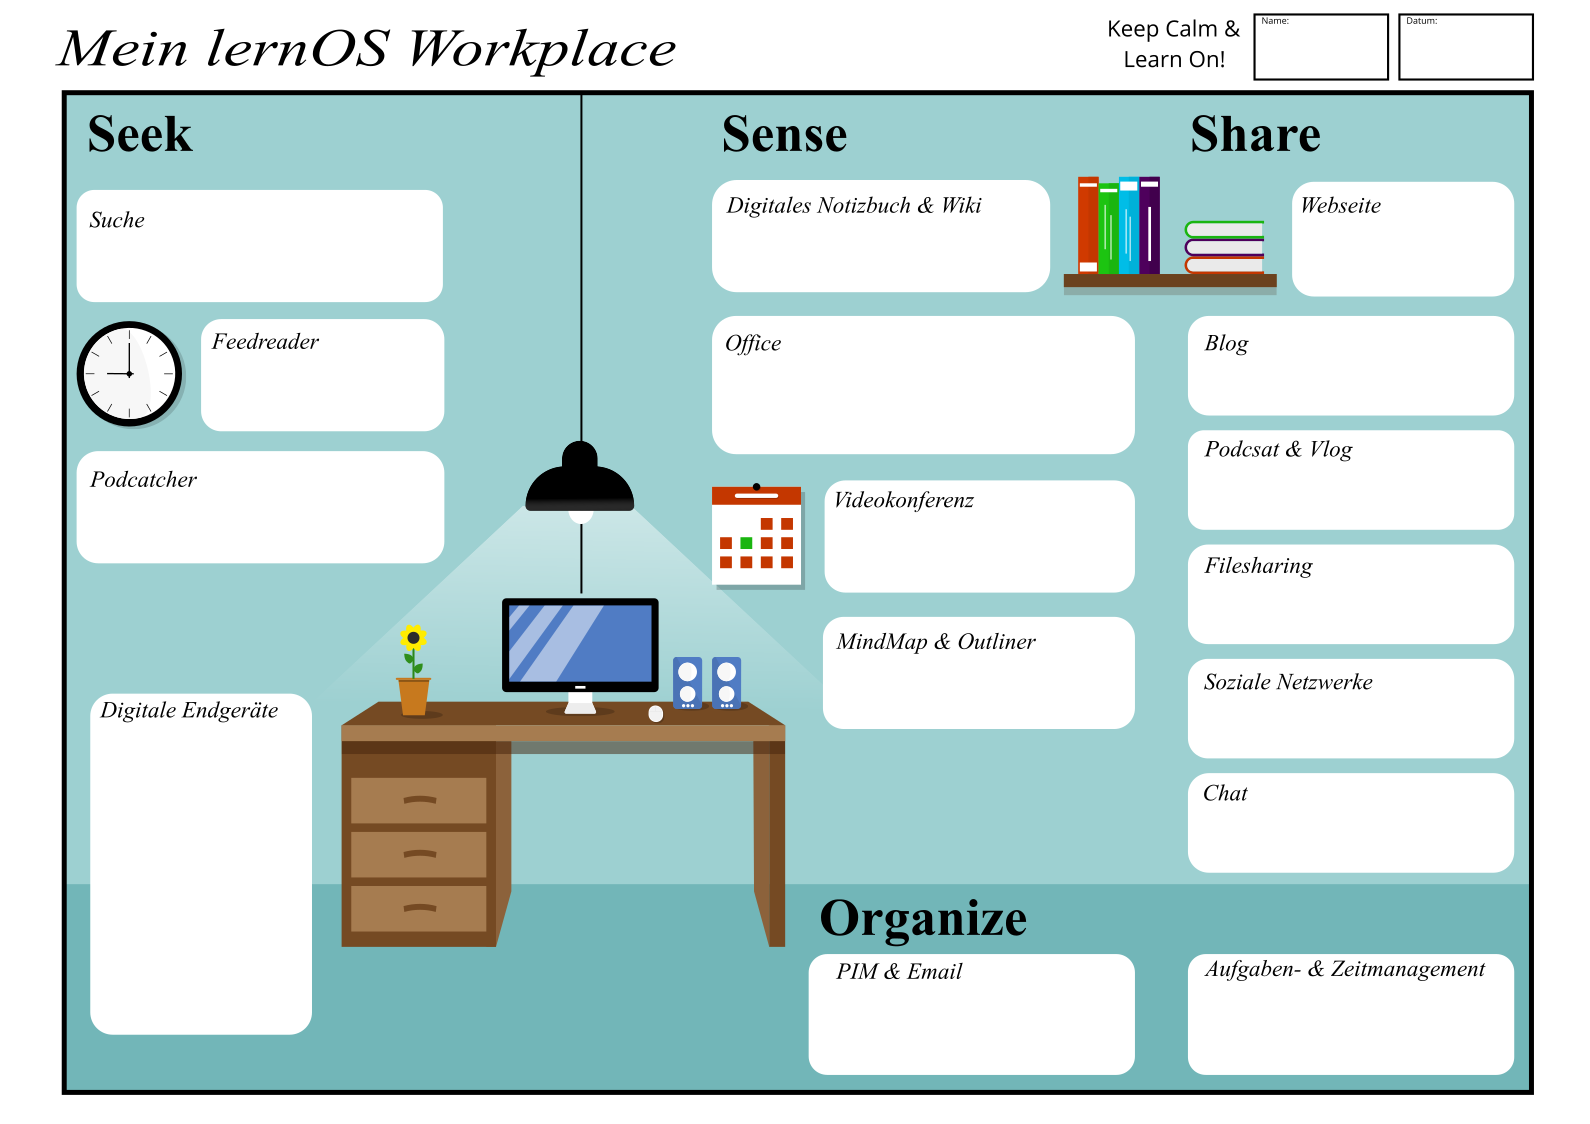 Mein lernOS Workplace
Keep Calm &
Learn On!
Name:
Datum:
Seek
Suche
Feedreader
Podcatcher
Digitale Endgeräte
Sense
Digitales Notizbuch & Wiki
Office
Videokonferenz
MindMap & Outliner
Share
Webseite
Blog
Podcsat & Vlog
Filesharing
Soziale Netzwerke
Chat
Organize
PIM & Email
Aufgaben- & Zeitmanagement